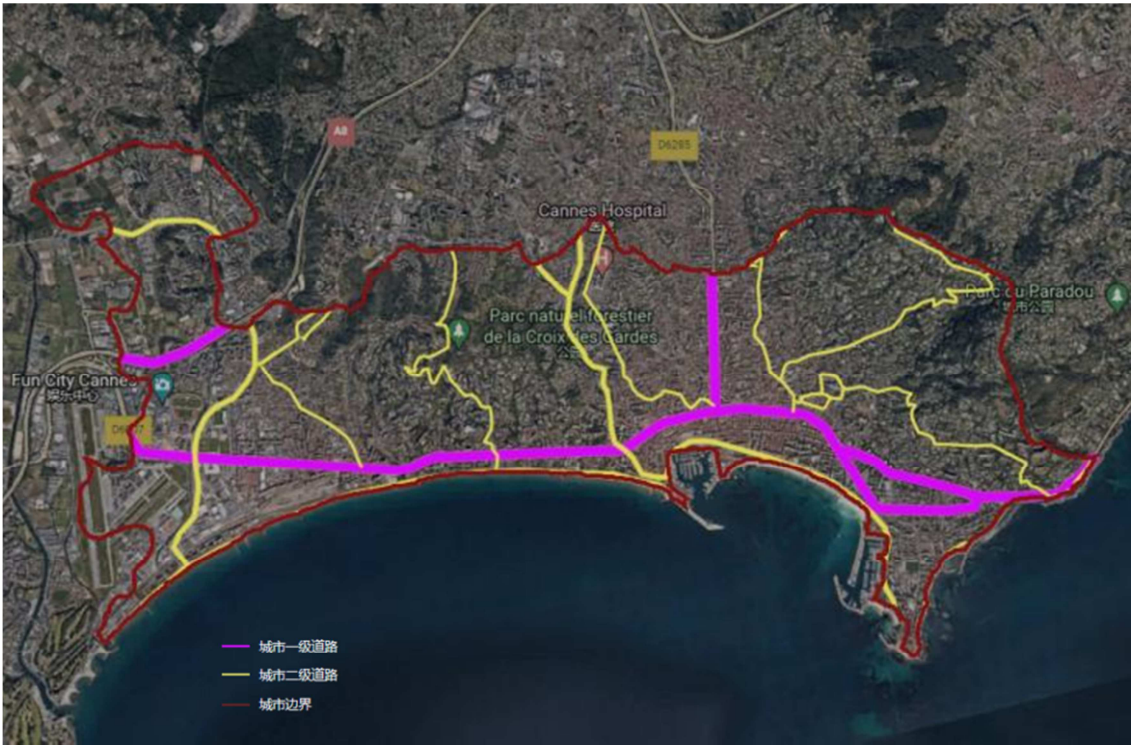 A8
D6285
Cannes Hospital
H
Parc naturel forestier
de la Croix des Gardes
公园
Parc du Paradou
Fun City Cannes
娱乐中心
城市一级道路
城市二级道路
城市边界